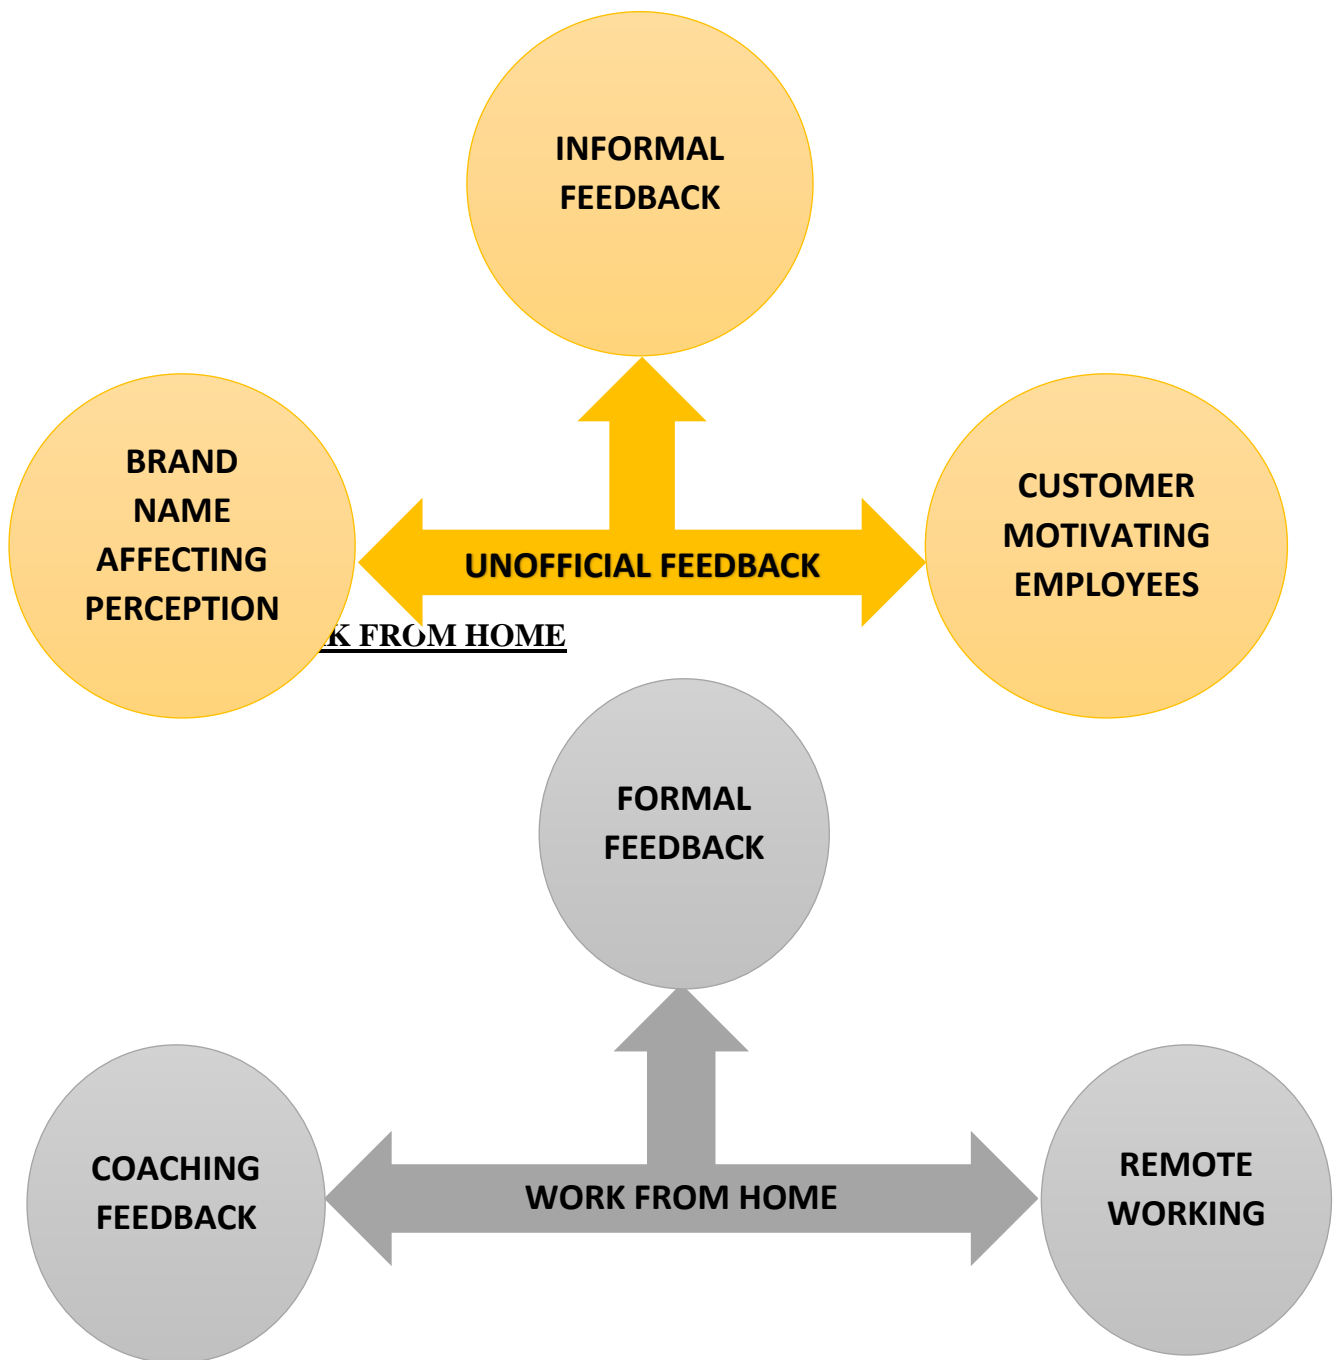 INFORMAL
FEEDBACK
BRAND
NAME
AFFECTING
PERCEPTION
CUSTOMER
MOTIVATING
EMPLOYEES
UNOFFICIAL FEEDBACK
K FROM HOME
FORMAL
FEEDBACK
COACHING
FEEDBACK
WORK FROM HOME
REMOTE
WORKING